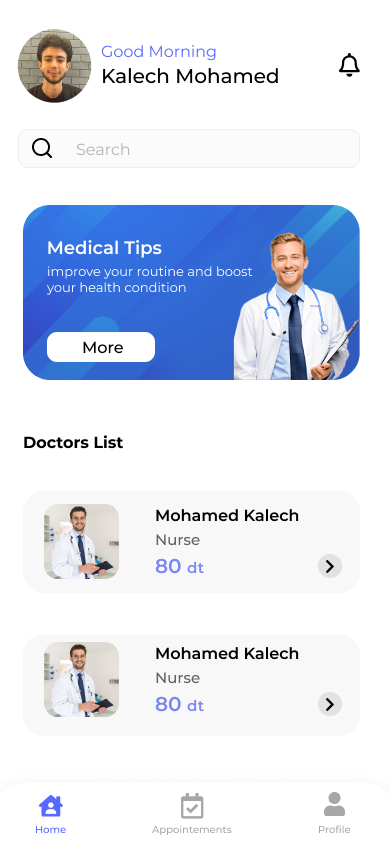 Good Morning
Kalech Mohamed
Search
Medical Tips
improve your routine and boost
your health condition
More
Doctors List
Mohamed Kalech
Nurse
80 dt
Mohamed Kalech
Nurse
80 dt
Home
Appointements
Profile